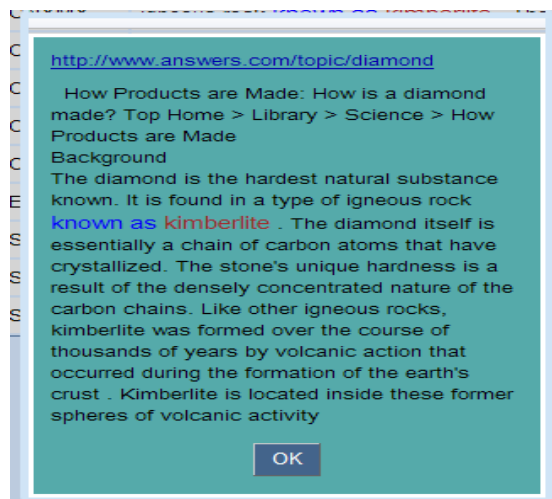 http://www.answers.com/topic/diamond
How Products are Made: How is a diamond
made? Top Home > Library > Science > How
Products are Made
Background
The diamond is the hardest natural substance
known. It is found in a type of igneous rock
known as kimberlite . The diamond itself is
essentially a chain of carbon atoms that have
crystallized. The stone's unique hardness is a
result of the densely concentrated nature of the
carbon chains. Like other igneous rocks,
kimberlite was formed over the course of
thousands of years by volcanic action that
occurred during the formation of the earth's
crust . Kimberlite is located inside these former
spheres of volcanic activity
OK